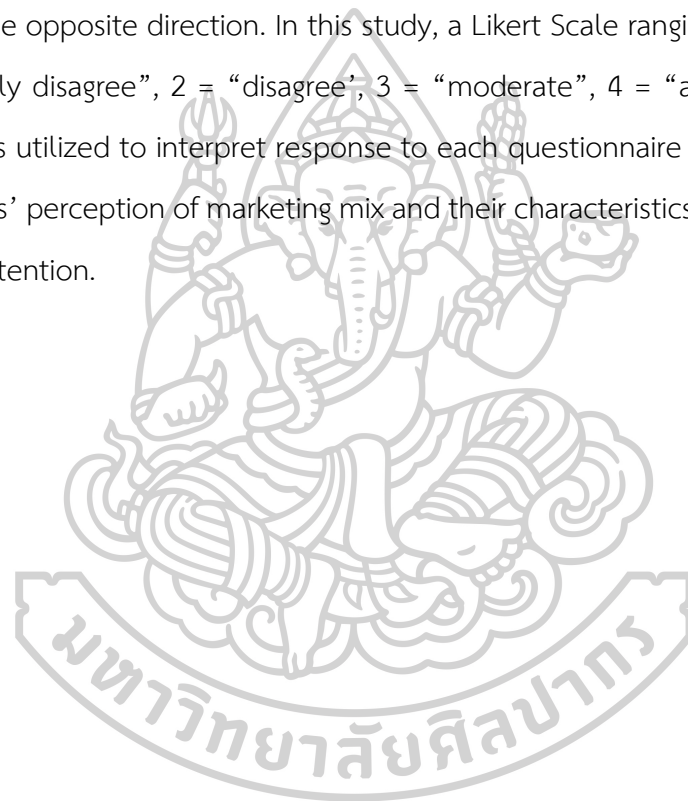 e opposite direction. In this study, a Likert Scale rangi
ly disagree”, 2 = “disagree’, 3 = “moderate”, 4 = “a
s utilized to interpret response to each questionnaire
s’ perception of marketing mix and their characteristics
tention.
มหาวิทยาลัยศิลปากร